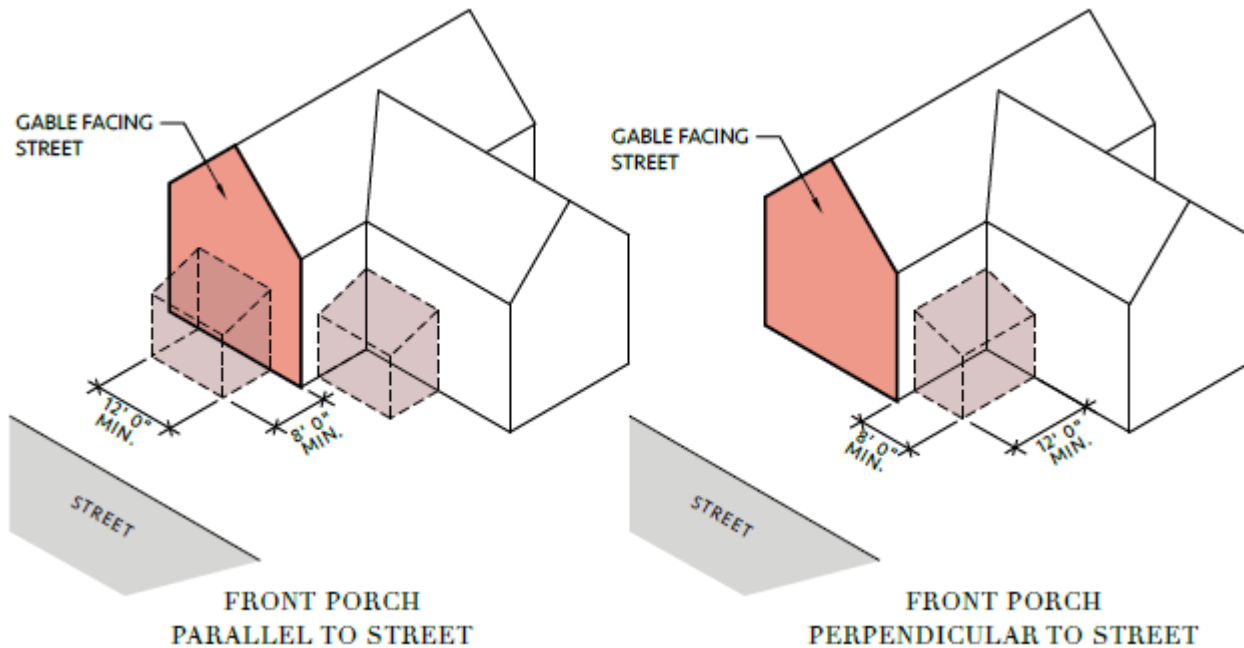 GABLE FACING
STREET
12' 0"
MIN.
8' 0"
MIN.
STREET
FRONT PORCH
PARALLEL TO STREET
GABLE FACING
STREET
8' 0"
MIN.
12' 0"
MIN.
STREET
FRONT PORCH
PERPENDICULAR TO STREET